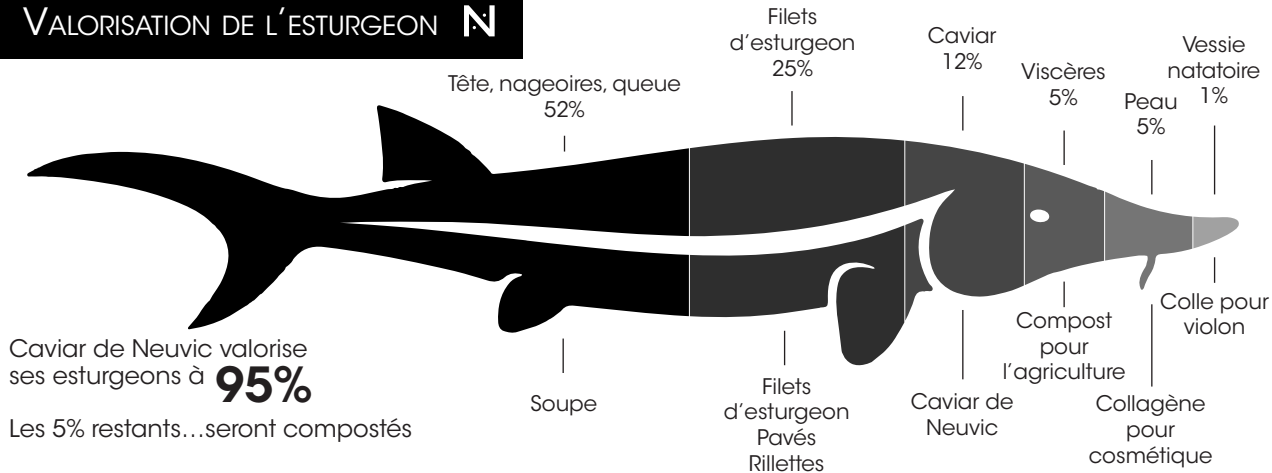 VALORISATION DE L'ESTURGEON N
Tête, nageoires, queue
52%
Filets
d'esturgeon
25%
Caviar
12%
Viscères
5%
Peau
5%
Vessie
natatoire
1%
Soupe
Filets
d'esturgeon
Pavés
Rillettes
Caviar de
Neuvic
Compost
pour
l'agriculture
Collagène
pour
cosmétique
Colle pour
violon
Caviar de Neuvic valorise
ses esturgeons à 95%
Les 5% restants...seront compostés